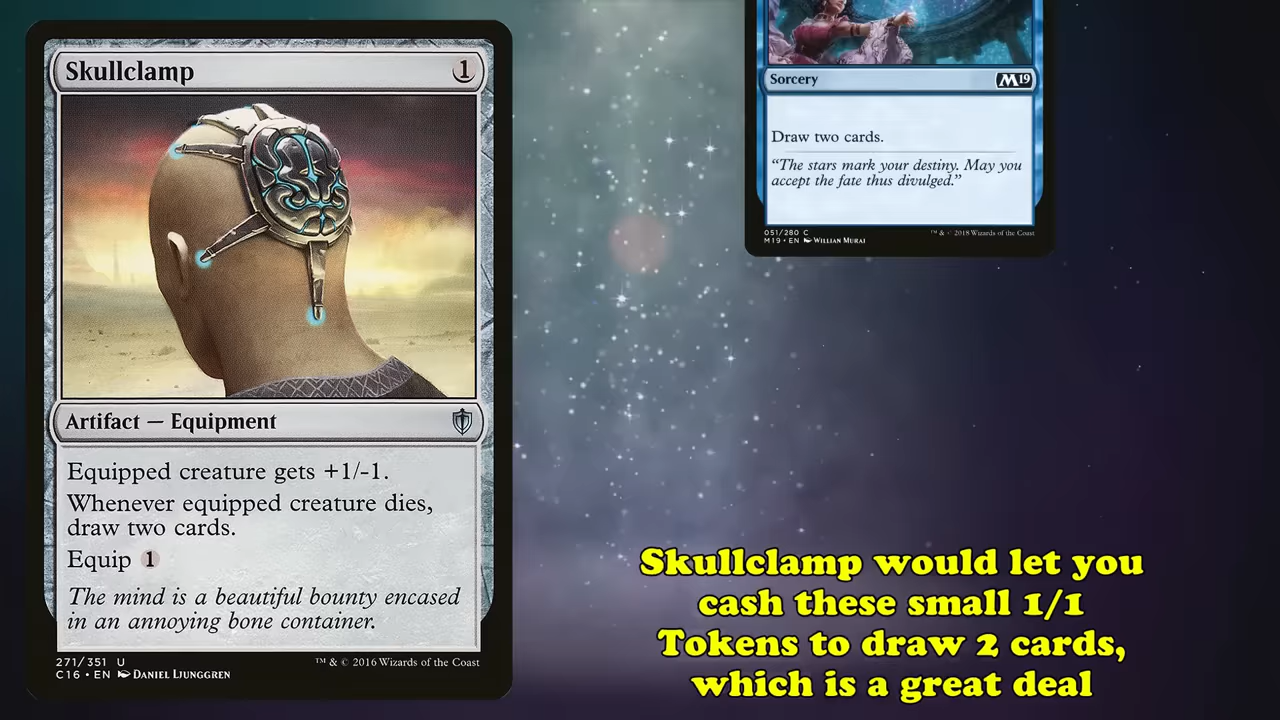 Skullclamp 1
Artifact — Equipment
Equipped creature gets +1/-1.
Whenever equipped creature dies,
draw two cards.
Equip 1
The mind is a beautiful bounty encased
in an annoying bone container.
271/351 U
C16 • EN DANIEL LJUNGGREN
™ & © 2016 Wizards of the Coast
Sorcery M19
Draw two cards.
“The stars mark your destiny. May you
accept the fate thus divulged.”
051/280 C
M19 • EN WILLIAN MURAI
™ & © 2018 Wizards of the Coast
Skullclamp would let you
cash these small 1/1
Tokens to draw 2 cards,
which is a great deal